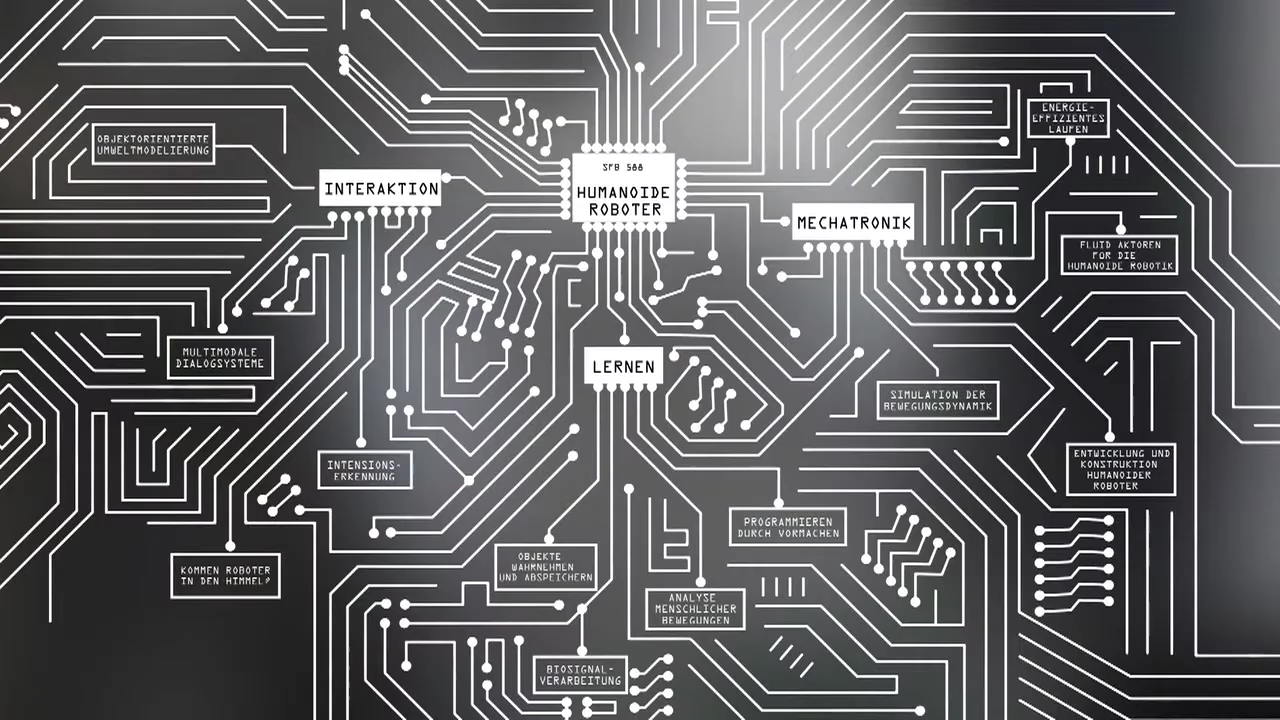 ENERGIE-
EFFIZIENTES
LAUFEN
OBJEKTORIENTIERTE
UMWELTMODELIERUNG
SFB 588
HUMANOIDE
ROBOTER
INTERAKTION
MECHATRONIK
FLUID AKTOREN
FÜR DIE
HUMANOIDE ROBOTIK
MULTIMODALE
DIALOGSYSTEME
LERNEN
SIMULATION DER
BEWEGUNGSDYNAMIK
INTENSIONS-
ERKENNUNG
ENTWICKLUNG UND
KONSTRUKTION
HUMANOIDER
ROBOTER
PROGRAMMIEREN
DURCH VORMACHEN
OBJEKTE
WAHRNEHMEN
UND ABSPEICHERN
KOMMEN ROBOTER
IN DEN HIMMEL?
ANALYSE
MENSCHLICHER
BEWEGUNGEN
BIOSIGNAL-
VERARBEITUNG